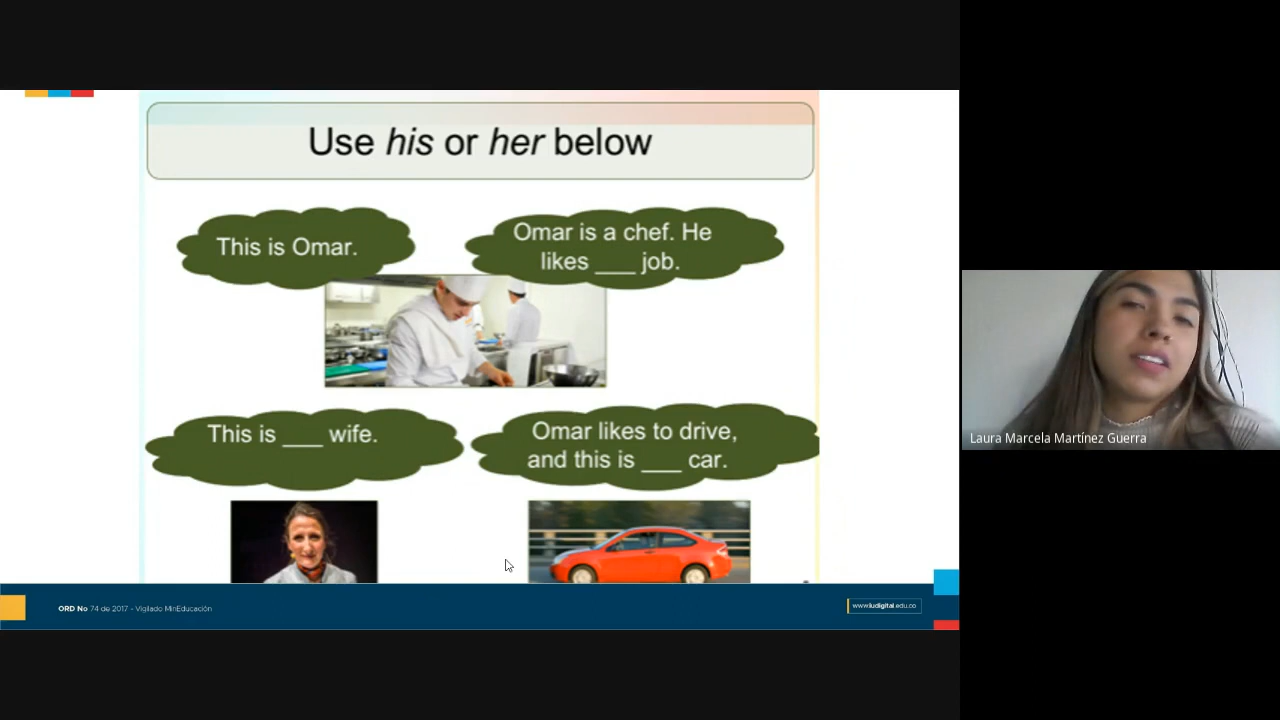 Use his or her below
This is Omar.
Omar is a chef. He
likes ___ job.
This is ___ wife.
Omar likes to drive,
and this is ___ car.
Laura Marcela Martínez Guerra
ORD No 74 de 2017 - Vigilado MinEducación
www.iudigital.edu.co